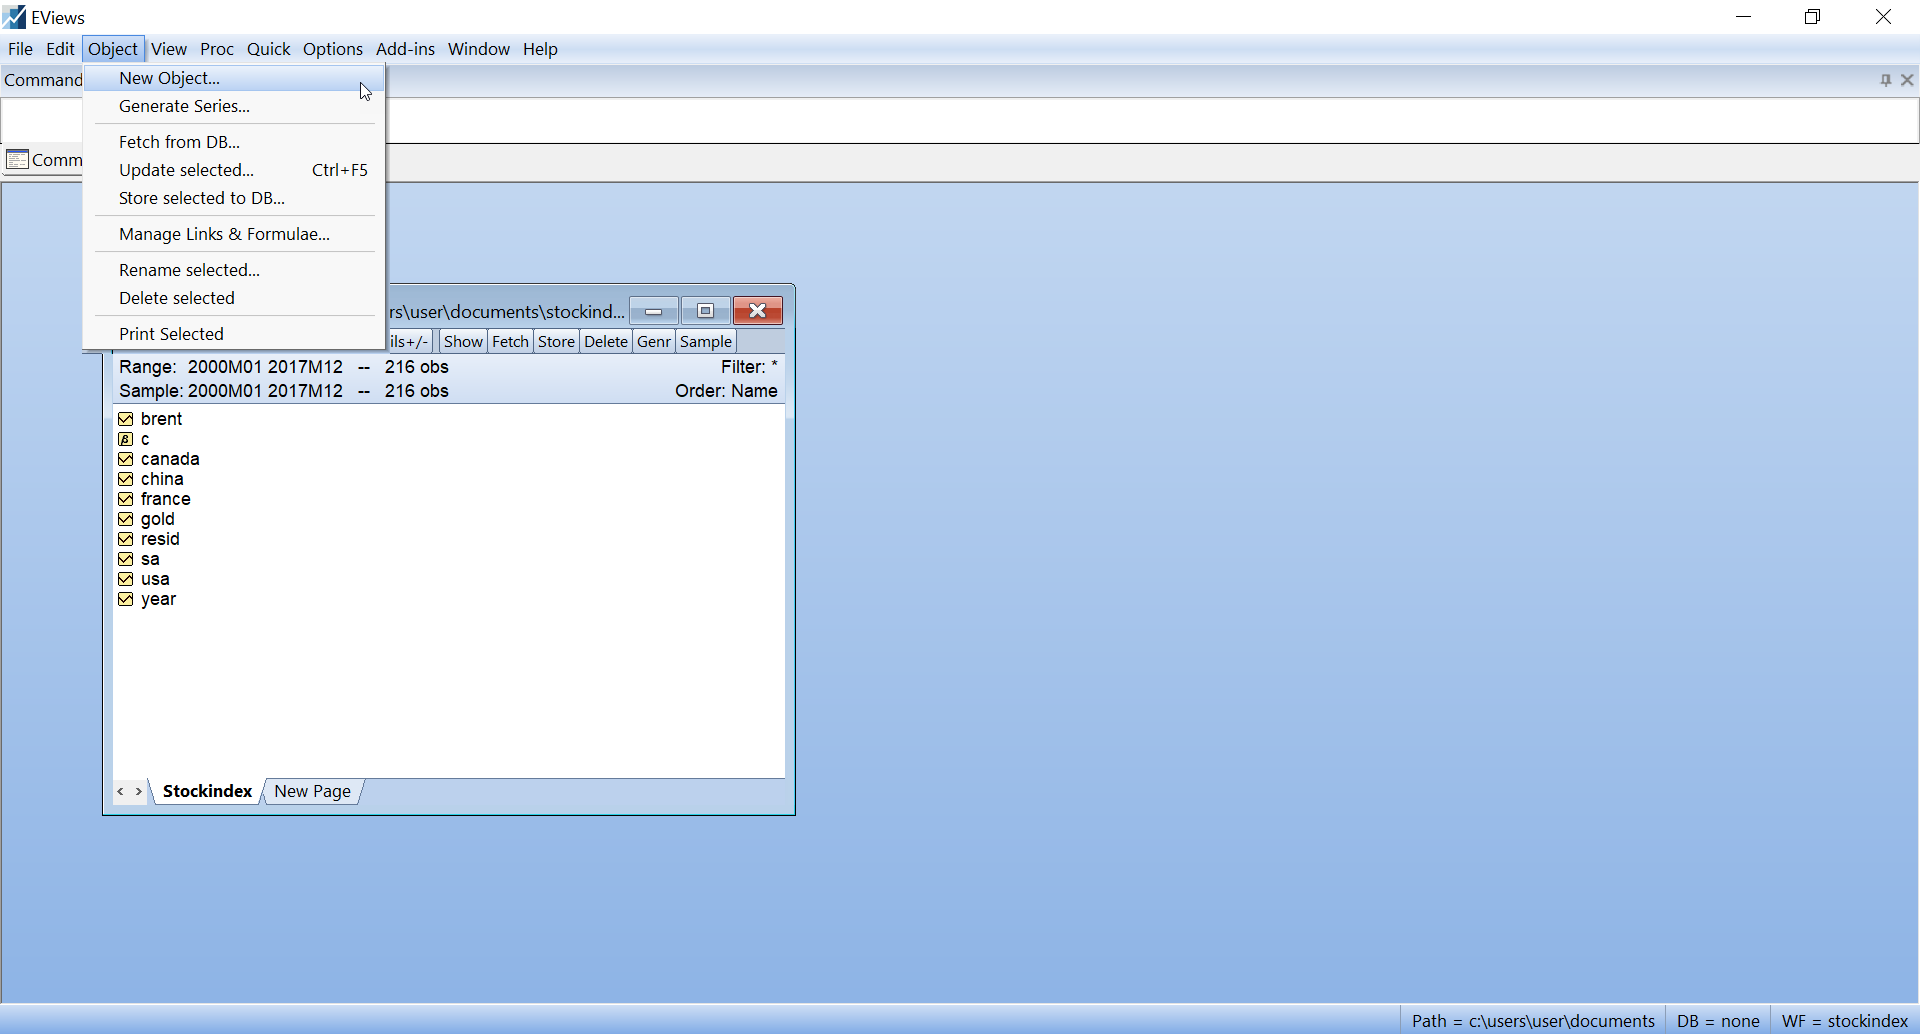 EViews
File Edit Object View Proc Quick Options Add-ins Window Help
Command
New Object...
Generate Series...
Comm
Fetch from DB...
Update selected... Ctrl+F5
Store selected to DB...
Manage Links & Formulae...
Rename selected...
Delete selected
Print Selected
rs\user\documents\stockind...
ils+/- Show Fetch Store Delete Genr Sample
Range: 2000M01 2017M12 -- 216 obs Filter: *
Sample: 2000M01 2017M12 -- 216 obs Order: Name
brent
β c
canada
china
france
gold
resid
sa
usa
year
< > Stockindex New Page
Path = c:\users\user\documents DB = none WF = stockindex